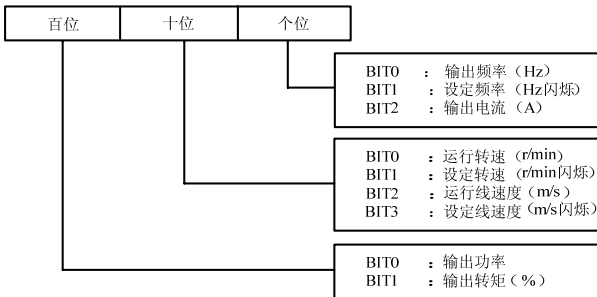 百位 十位 个位
BIT0 : 输出频率（Hz）
BIT1 : 设定频率（Hz闪烁）
BIT2 : 输出电流（A）
BIT0 : 运行转速 (r/min)
BIT1 : 设定转速 (r/min闪烁）
BIT2 : 运行线速度（m/s）
BIT3 : 设定线速度（m/s闪烁）
BIT0 : 输出功率
BIT1 : 输出转矩（%）